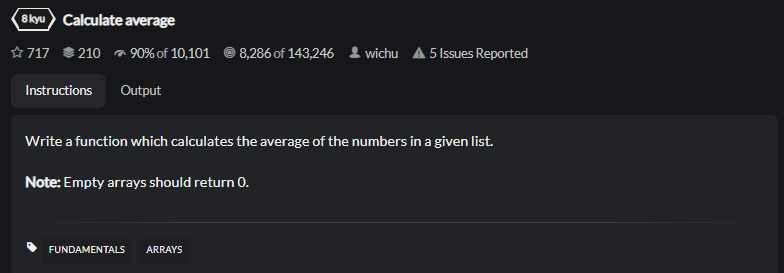 8 kyu Calculate average
717 210 90% of 10,101 8,286 of 143,246 wichu 5 Issues Reported
Instructions Output
Write a function which calculates the average of the numbers in a given list.
Note: Empty arrays should return 0.
FUNDAMENTALS ARRAYS